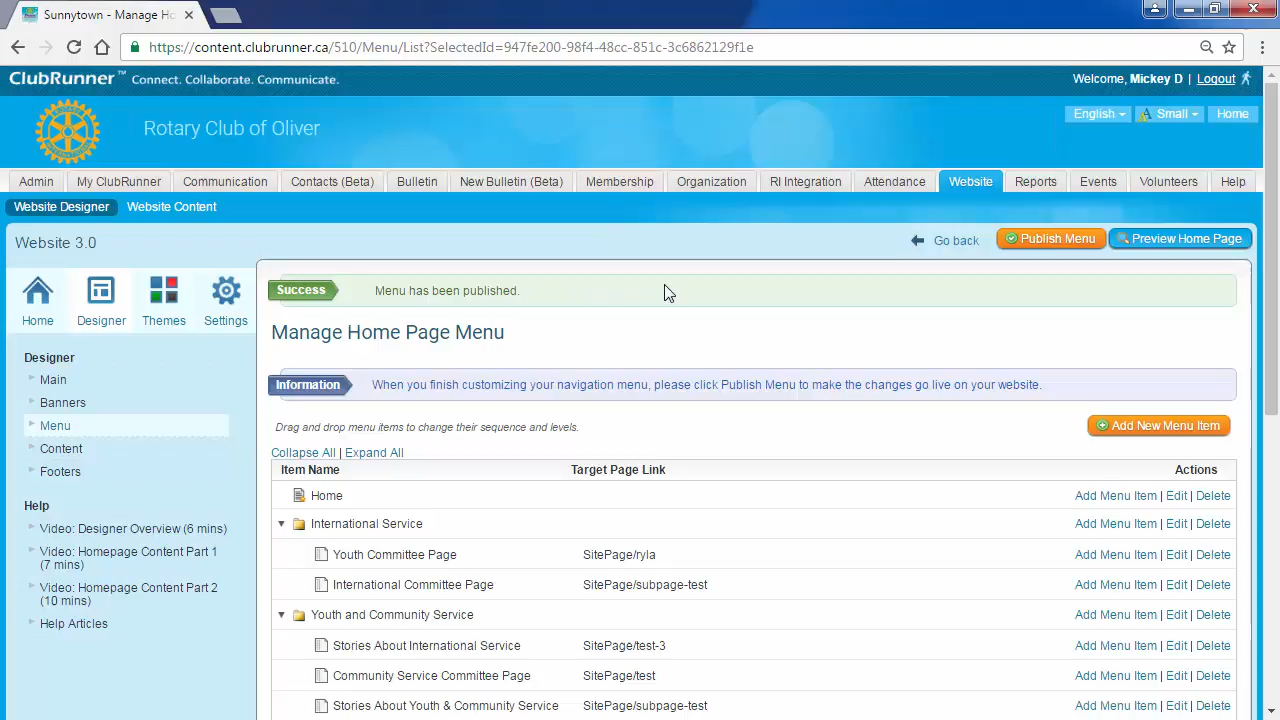 Sunnytown - Manage Ho
https://content.clubrunner.ca/510/Menu/List?SelectedId=947fe200-98f4-48cc-851c-3c6862129f1e
ClubRunner™ Connect. Collaborate. Communicate.
Welcome, Mickey D | Logout
Rotary Club of Oliver
English Small Home
Admin My ClubRunner Communication Contacts (Beta) Bulletin New Bulletin (Beta) Membership Organization RI Integration Attendance Website Reports Events Volunteers Help
Website Designer Website Content
Website 3.0
Go back Publish Menu Preview Home Page
Home Designer Themes Settings
Success Menu has been published.
Manage Home Page Menu
Information When you finish customizing your navigation menu, please click Publish Menu to make the changes go live on your website.
Designer
Main
Banners
Menu
Content
Footers
Help
Video: Designer Overview (6 mins)
Video: Homepage Content Part 1
(7 mins)
Video: Homepage Content Part 2
(10 mins)
Help Articles
Drag and drop menu items to change their sequence and levels.
Add New Menu Item
Collapse All | Expand All
Item Name Target Page Link Actions
Home Add Menu Item | Edit | Delete
International Service Add Menu Item | Edit | Delete
Youth Committee Page SitePage/ryla Add Menu Item | Edit | Delete
International Committee Page SitePage/subpage-test Add Menu Item | Edit | Delete
Youth and Community Service Add Menu Item | Edit | Delete
Stories About International Service SitePage/test-3 Add Menu Item | Edit | Delete
Community Service Committee Page SitePage/test Add Menu Item | Edit | Delete
Stories About Youth & Community Service SitePage/subpage-test Add Menu Item | Edit | Delete